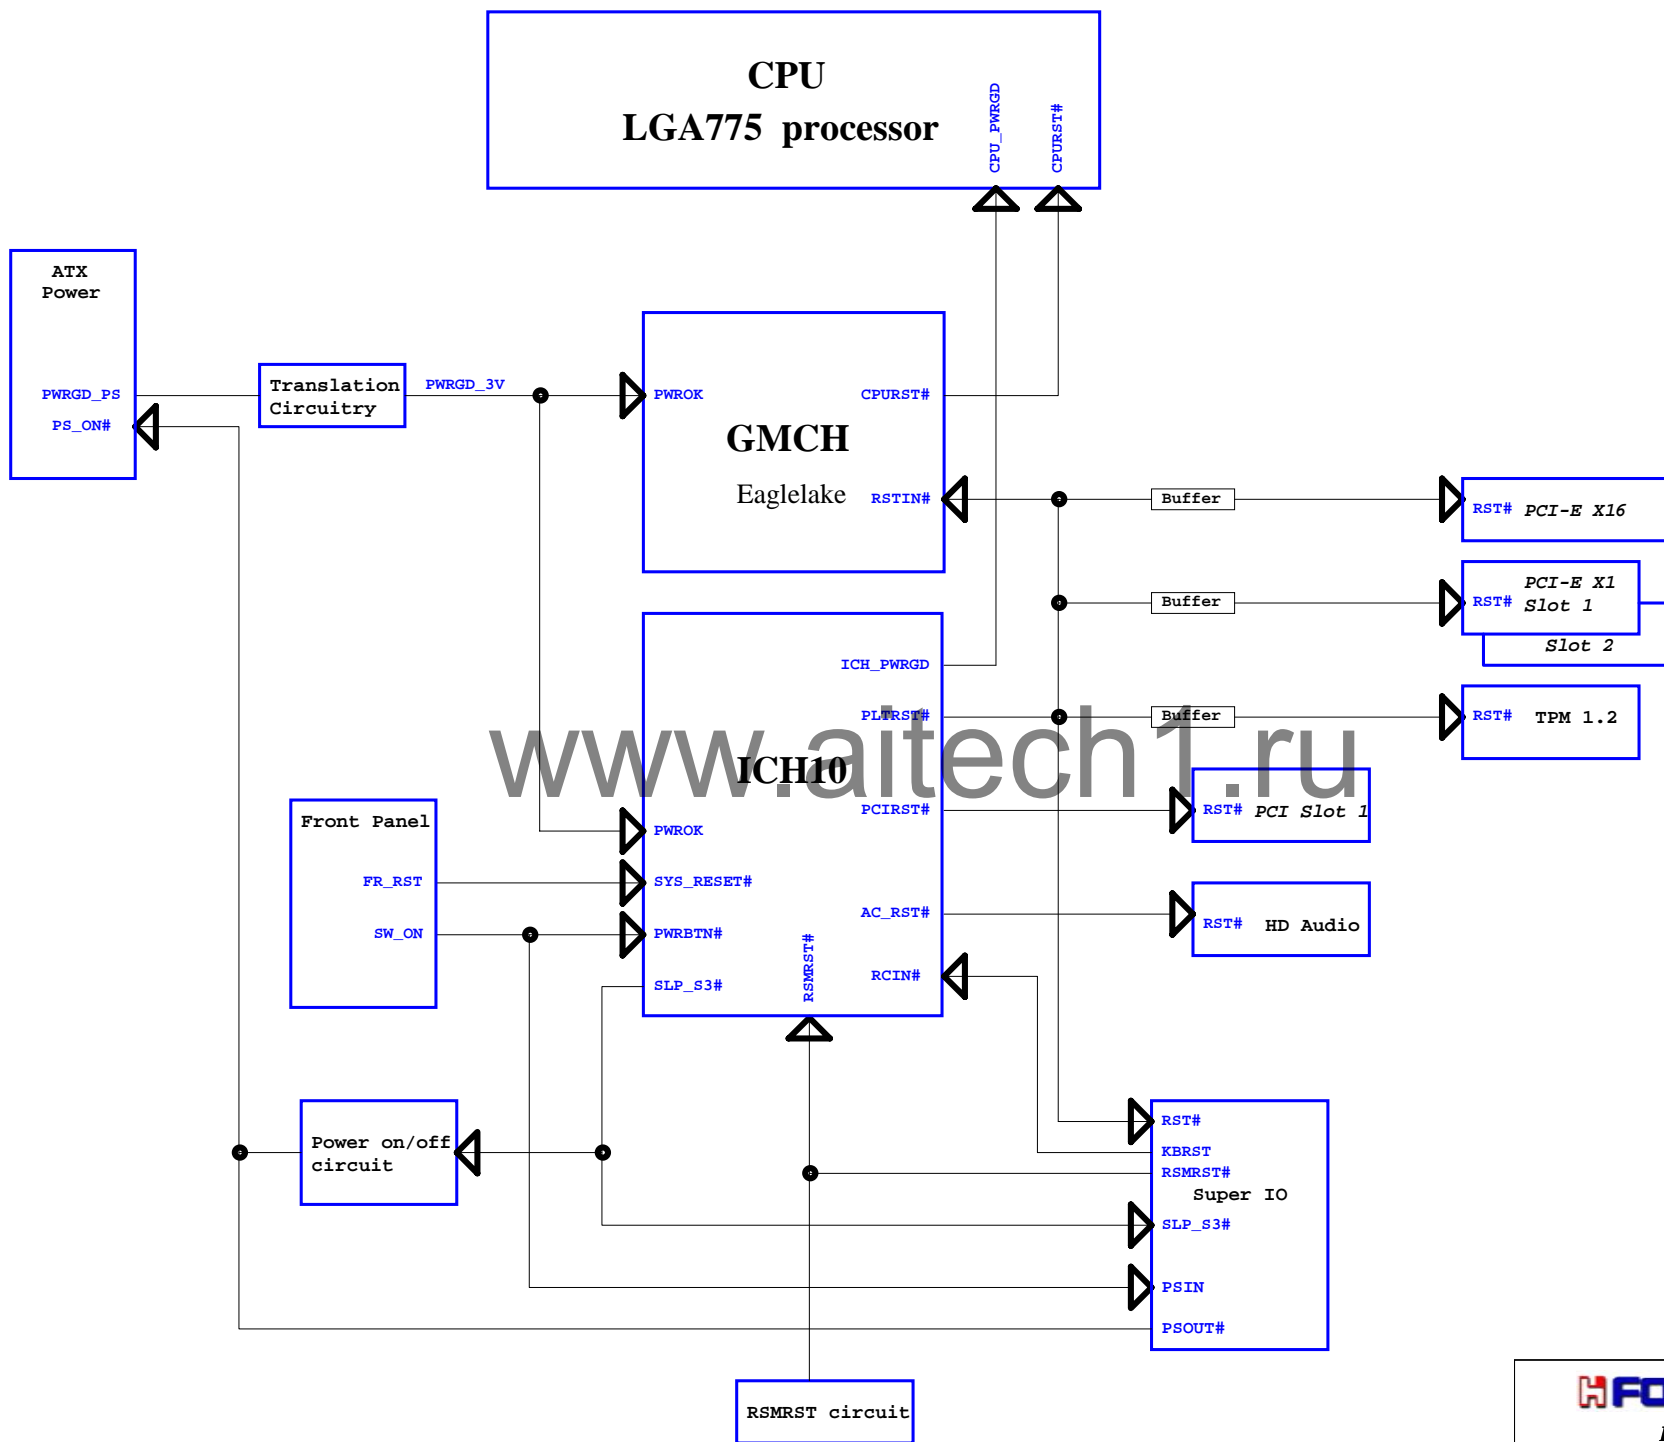 CPU
LGA775 processor
CPU_PWRGD
CPURST#
ATX
Power
PWRGD_PS
PS_ON#
Translation
Circuitry
PWRGD_3V
PWROK
CPURST#
GMCH
Eaglelake
RSTIN#
Buffer
RST# PCI-E X16
Buffer
PCI-E X1
RST# Slot 1
Slot 2
ICH_PWRGD
PLTRST#
Buffer
RST# TPM 1.2
www.aitech1.ru
ICH10
PCIRST#
RST# PCI Slot 1
Front Panel
PWROK
FR_RST
SYS_RESET#
AC_RST#
RST# HD Audio
SW_ON
PWRBTN#
RSMRST#
RCIN#
SLP_S3#
Power on/off
circuit
RST#
KBRST
RSMRST#
Super IO
SLP_S3#
PSIN
PSOUT#
RSMRST circuit
FO